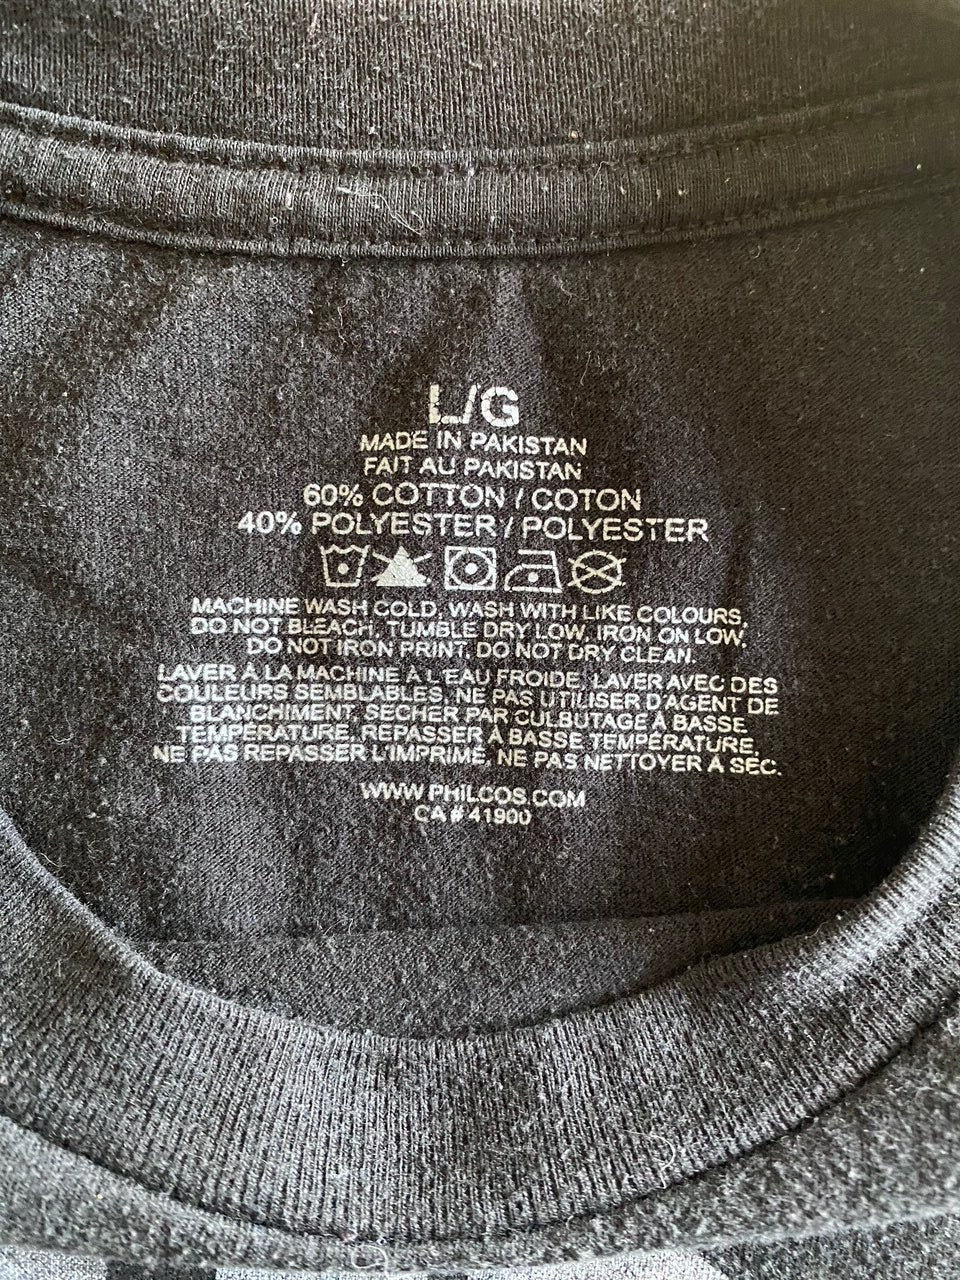 L/G
MADE IN PAKISTAN
FAIT AU PAKISTAN
60% COTTON / COTON
40% POLYESTER / POLYESTER
MACHINE WASH COLD, WASH WITH LIKE COLOURS,
DO NOT BLEACH, TUMBLE DRY LOW, IRON ON LOW,
DO NOT IRON PRINT, DO NOT DRY CLEAN.
LAVER À LA MACHINE À L'EAU FROIDE, LAVER AVEC DES
COULEURS SEMBLABLES, NE PAS UTILISER D'AGENT DE
BLANCHIMENT, SECHER PAR CULBUTAGE À BASSE
TEMPÉRATURE, REPASSER À BASSE TEMPÉRATURE,
NE PAS REPASSER L'IMPRIME, NE PAS NETTOYER À SEC.
WWW.PHILCOS.COM
CA # 41900